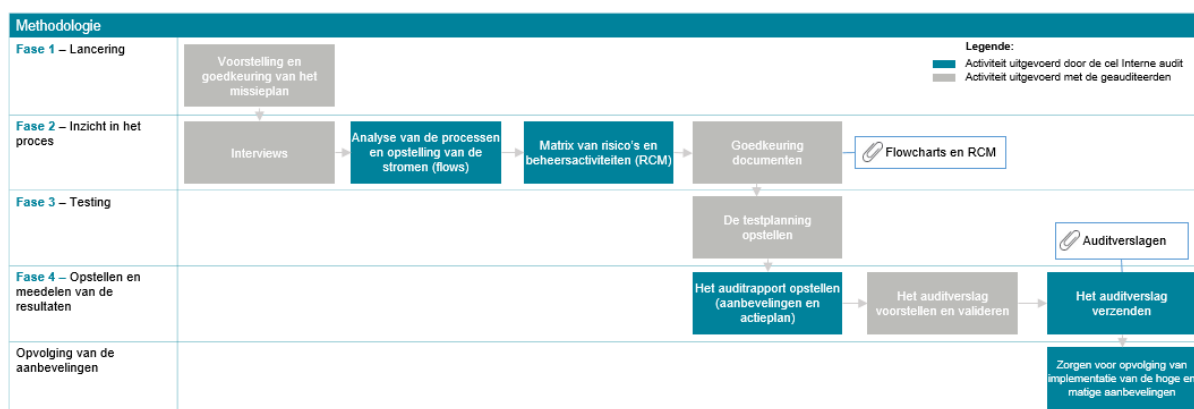 Methodologie
Fase 1 – Lancering
Voorstelling en
goedkeuring van het
missieplan
Legende:
Activiteit uitgevoerd door de cel Interne audit
Activiteit uitgevoerd met de geauditeerden
Fase 2 – Inzicht in het
proces
Interviews
Analyse van de processen
en opstelling van de
stromen (flows)
Matrix van risico's en
beheersactiviteiten (RCM)
Goedkeuring
documenten
Flowcharts en RCM
Fase 3 – Testing
De testplanning
opstellen
Auditverslagen
Fase 4 – Opstellen en
meedelen van de
resultaten
Het auditrapport opstellen
(aanbevelingen en
actieplan)
Het auditverslag
voorstellen en valideren
Het auditverslag
verzenden
Opvolging van de
aanbevelingen
Zorgen voor opvolging van
implementatie van de hoge en
matige aanbevelingen